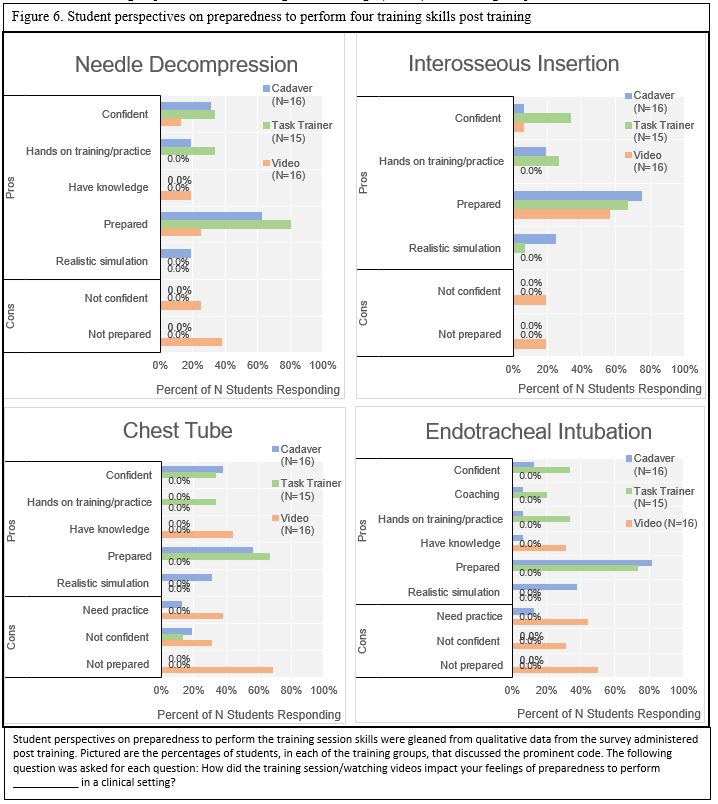 Figure 6. Student perspectives on preparedness to perform four training skills post training
Needle Decompression
Cadaver
(N=16)
Task Trainer
(N=15)
Video
(N=16)
Pros
Confident
Hands on training/practice
0.0%
Have knowledge
0.0%
0.0%
Prepared
Realistic simulation
0.0%
0.0%
Cons
Not confident
0.0%
0.0%
Not prepared
0.0%
0.0%
0% 20% 40% 60% 80% 100%
Percent of N Students Responding
Interosseous Insertion
Cadaver
(N=16)
Task Trainer
(N=15)
Video
(N=16)
Pros
Confident
Hands on training/practice
0.0%
Prepared
Realistic simulation
0.0%
Cons
Not confident
0.0%
0.0%
Not prepared
0.0%
0.0%
0% 20% 40% 60% 80% 100%
Percent of N Students Responding
Chest Tube
Cadaver
(N=16)
Task Trainer
(N=15)
Video
(N=16)
Pros
Confident
0.0%
Hands on training/practice
0.0%
0.0%
Have knowledge
0.0%
0.0%
Prepared
0.0%
Realistic simulation
0.0%
0.0%
Cons
Need practice
0.0%
Not confident
Not prepared
0.0%
0.0%
0% 20% 40% 60% 80% 100%
Percent of N Students Responding
Endotracheal Intubation
Cadaver
(N=16)
Task Trainer
(N=15)
Video (N=16)
Pros
Confident
0.0%
Coaching
0.0%
Hands on training/practice
0.0%
Have knowledge
0.0%
Prepared
0.0%
Realistic simulation
0.0%
0.0%
Cons
Need practice
0.0%
Not confident
0.0%
0.0%
Not prepared
0.0%
0.0%
0% 20% 40% 60% 80% 100%
Percent of N Students Responding
Student perspectives on preparedness to perform the training session skills were gleaned from qualitative data from the survey administered
post training. Pictured are the percentages of students, in each of the training groups, that discussed the prominent code. The following
question was asked for each question: How did the training session/watching videos impact your feelings of preparedness to perform
___________ in a clinical setting?